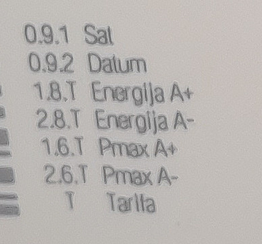 0.9.1 Sat
0.9.2 Datum
1.8.T Energija A+
2.8.T Energija A-
1.6.T Pmax A+
2.6.T Pmax A-
T Tarifa